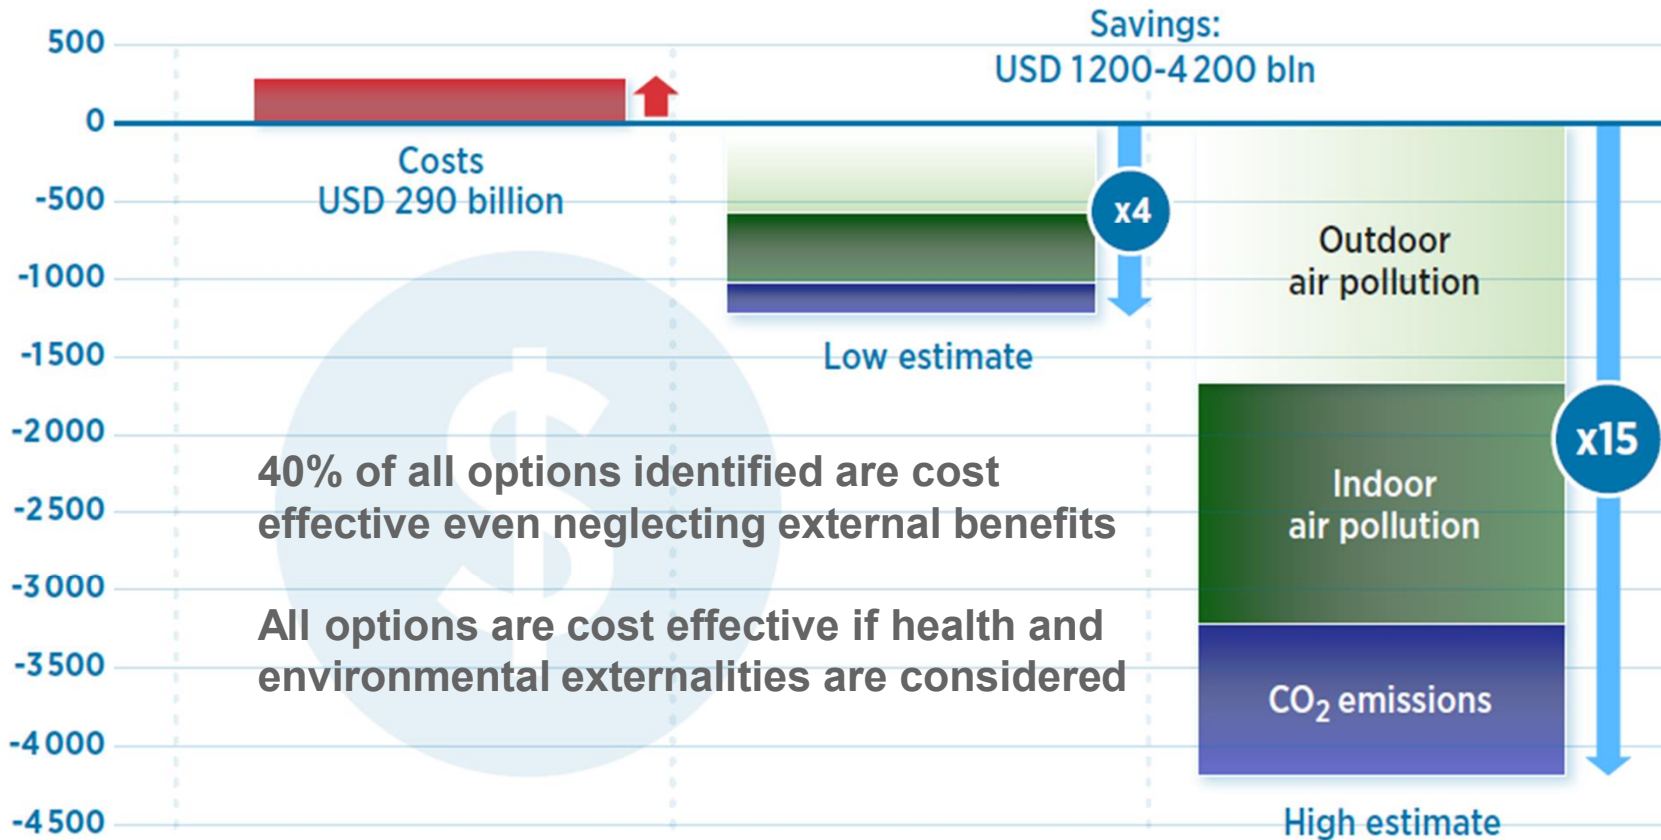 Savings:
USD 1200-4200 bln
500
0
-500
-1000
-1500
-2000
-2500
-3000
-3500
-4000
-4500
Costs
USD 290 billion
x4
Low estimate
Outdoor
air pollution
Indoor
air pollution
CO₂ emissions
x15
High estimate
$
40% of all options identified are cost
effective even neglecting external benefits
All options are cost effective if health and
environmental externalities are considered